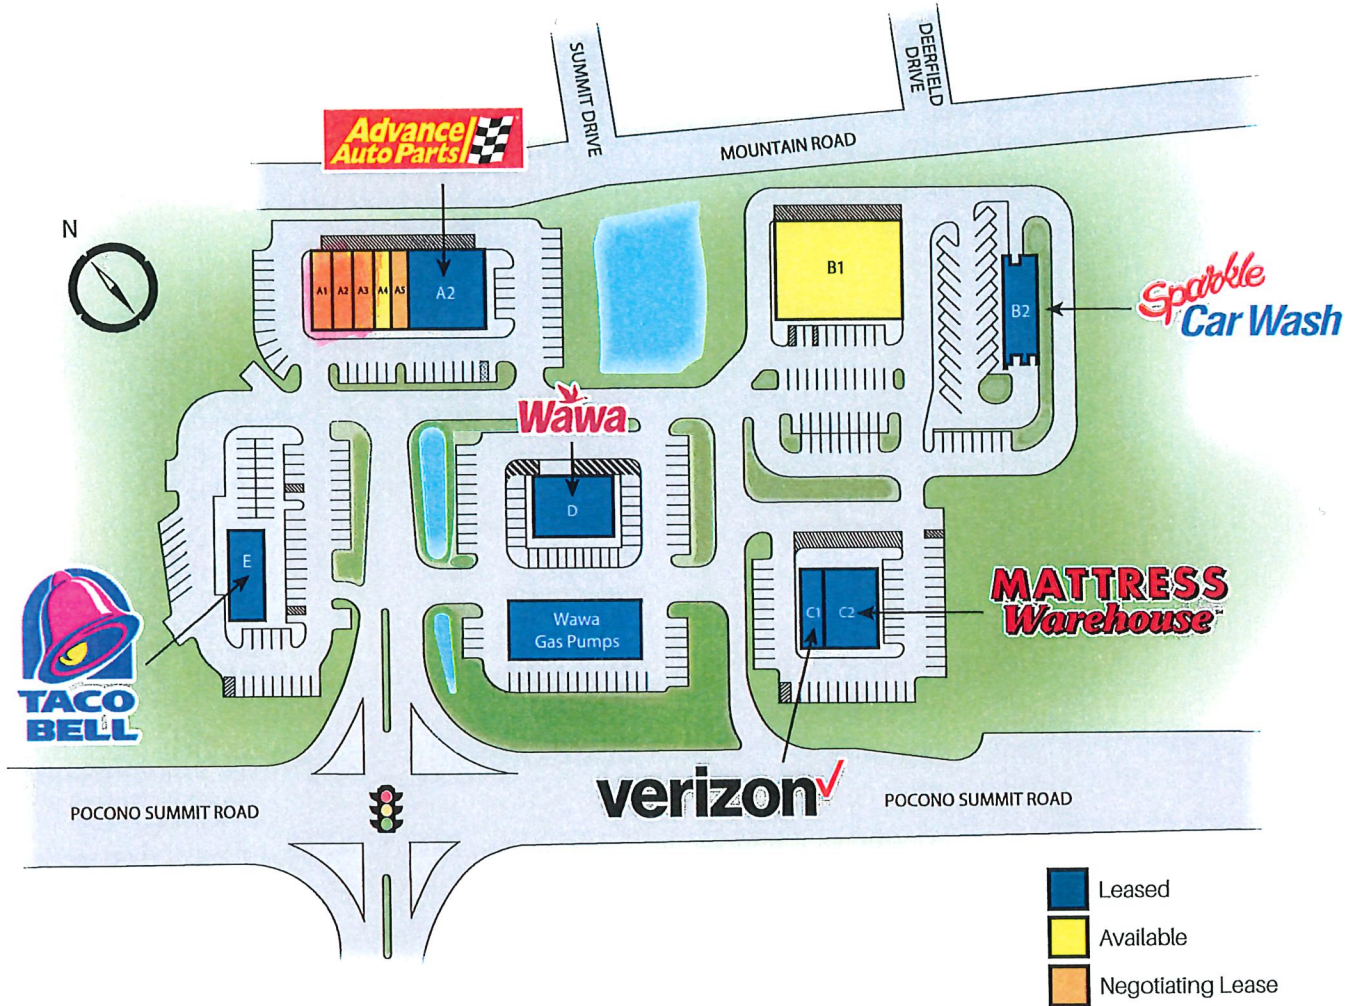 SUMMIT DRIVE
DEERFIELD
DRIVE
MOUNTAIN ROAD
Advance
Auto Parts
N
A1 A2 A3 A4 A5 A2
B1
B2
Sparkle
Car Wash
Wawa
D
E
Wawa
Gas Pumps
C1 C2
MATTRESS
Warehouse
TACO
BELL
verizon
POCONO SUMMIT ROAD
POCONO SUMMIT ROAD
Leased
Available
Negotiating Lease